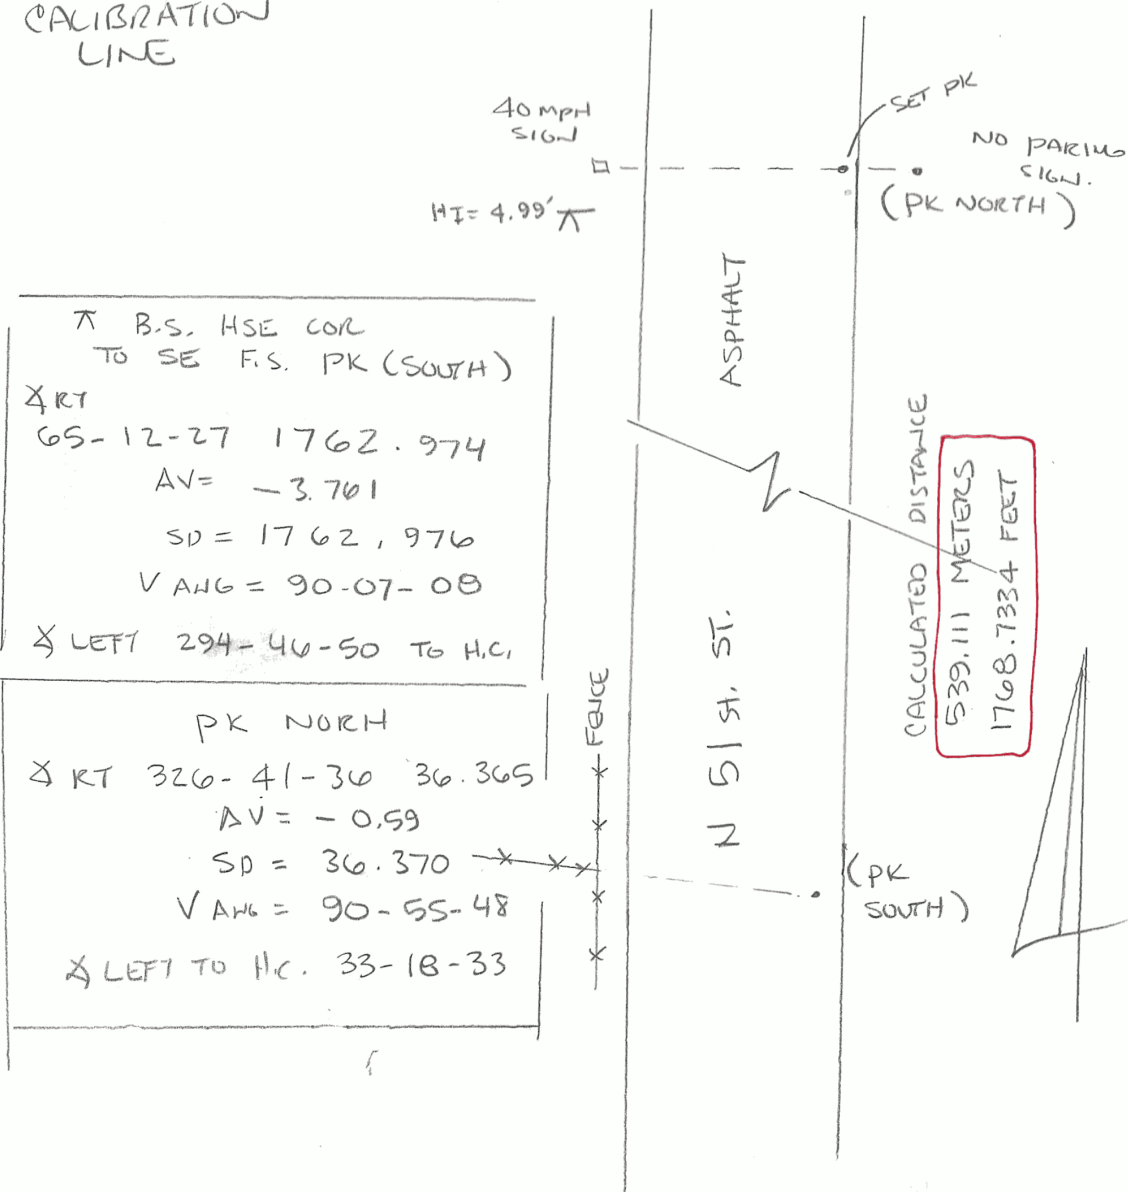 CALIBRATION
LINE
40 MPH
SIGN
SET PK
NO PARING
SIGN.
(PK NORTH)
HI= 4.99'
ASPHALT
B.S. HSE COR
TO SE F.S. PK (SOUTH)
∡ RT
65-12-27 1762.974
AV= -3.761
SD = 1762,976
V ANG = 90-07-08
∡ LEFT 294-46-50 TO H.C.
CALCULATED DISTANCE
539.111 METERS
1768.7334 FEET
N 51 St. ST.
FENCE
PK NORH
∡ RT 326-41-36 36.365
AV = - 0.59
SD = 36.370
V ANG = 90-55-48
∡ LEFT TO H.C. 33-18-33
(PK
SOUTH)